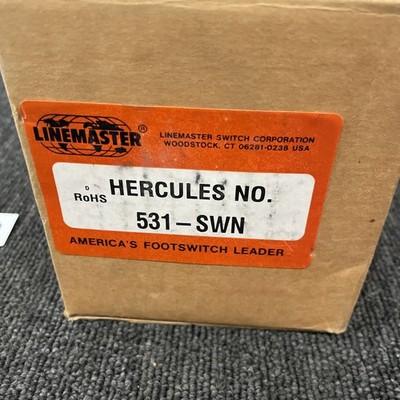 LINEMASTER®
LINEMASTER SWITCH CORPORATION
WOODSTOCK, CT 06281-0238 USA
D
RoHS
HERCULES NO.
531-SWN
AMERICA'S FOOTSWITCH LEADER